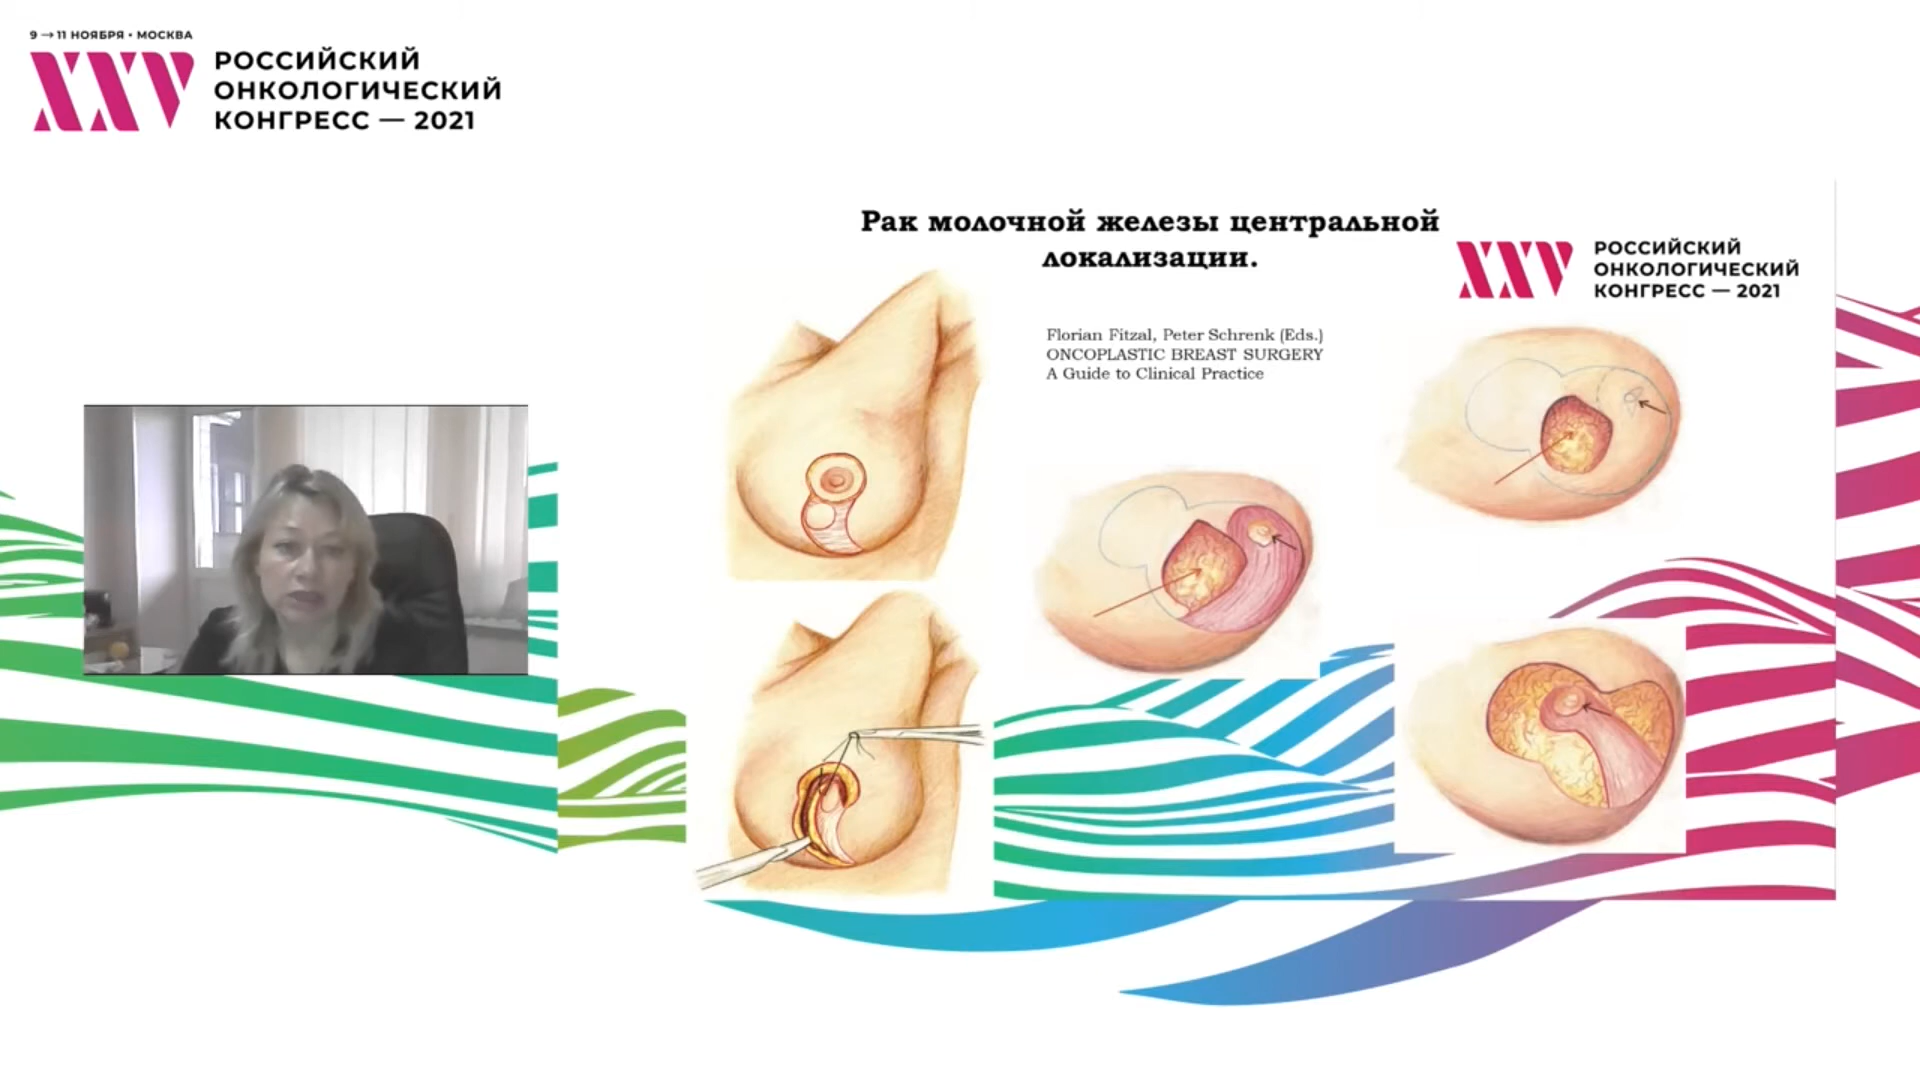 9 → 11 НОЯБРЯ • МОСКВА
XXV
РОССИЙСКИЙ
ОНКОЛОГИЧЕСКИЙ
КОНГРЕСС — 2021
Рак молочной железы центральной
локализации.
XXV
РОССИЙСКИЙ
ОНКОЛОГИЧЕСКИЙ
КОНГРЕСС — 2021
Florian Fitzal, Peter Schrenk (Eds.)
ONCOPLASTIC BREAST SURGERY
A Guide to Clinical Practice